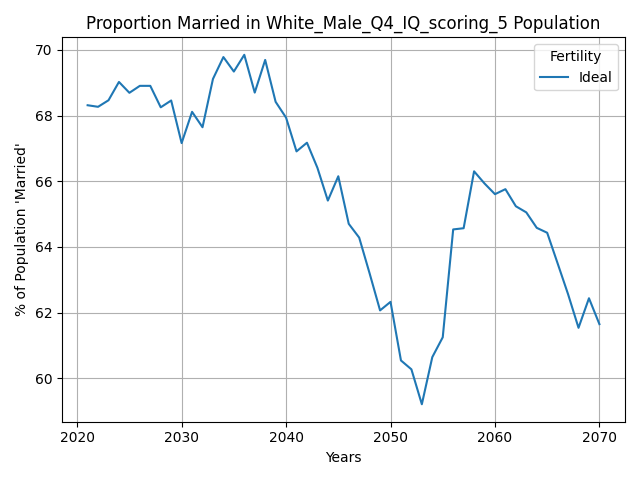 Proportion Married in White_Male_Q4_IQ_scoring_5 Population
% of Population 'Married'
70
68
66
64
62
60
Fertility
Ideal
2020 2030 2040 2050 2060 2070
Years